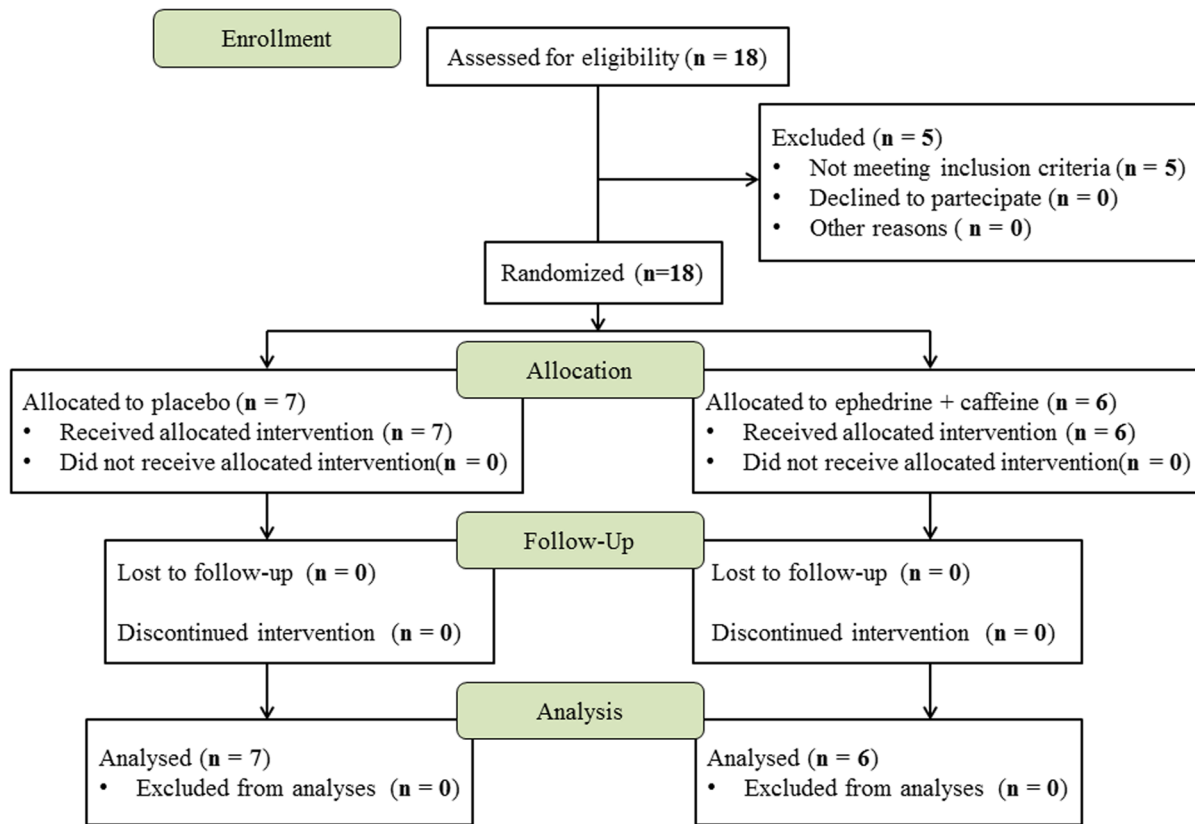 Enrollment
Assessed for eligibility (n = 18)
Excluded (n = 5)
• Not meeting inclusion criteria (n = 5)
• Declined to partecipate (n = 0)
• Other reasons ( n = 0)
Randomized (n=18)
Allocation
Allocated to placebo (n = 7)
• Received allocated intervention (n = 7)
• Did not receive allocated intervention(n = 0)
Allocated to ephedrine + caffeine (n = 6)
• Received allocated intervention (n = 6)
• Did not receive allocated intervention(n = 0)
Follow-Up
Lost to follow-up (n = 0)
Discontinued intervention (n = 0)
Lost to follow-up (n = 0)
Discontinued intervention (n = 0)
Analysis
Analysed (n = 7)
• Excluded from analyses (n = 0)
Analysed (n = 6)
• Excluded from analyses (n = 0)